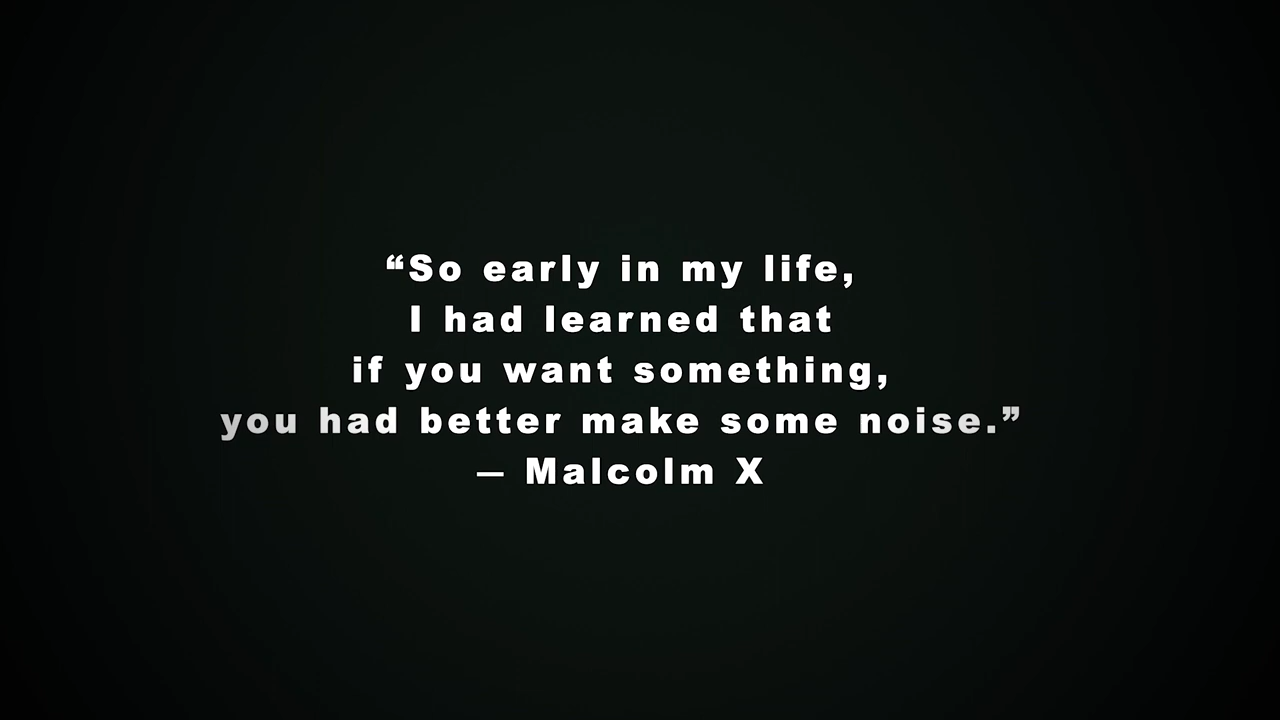 “So early in my life,
I had learned that
if you want something,
you had better make some noise.”
— Malcolm X